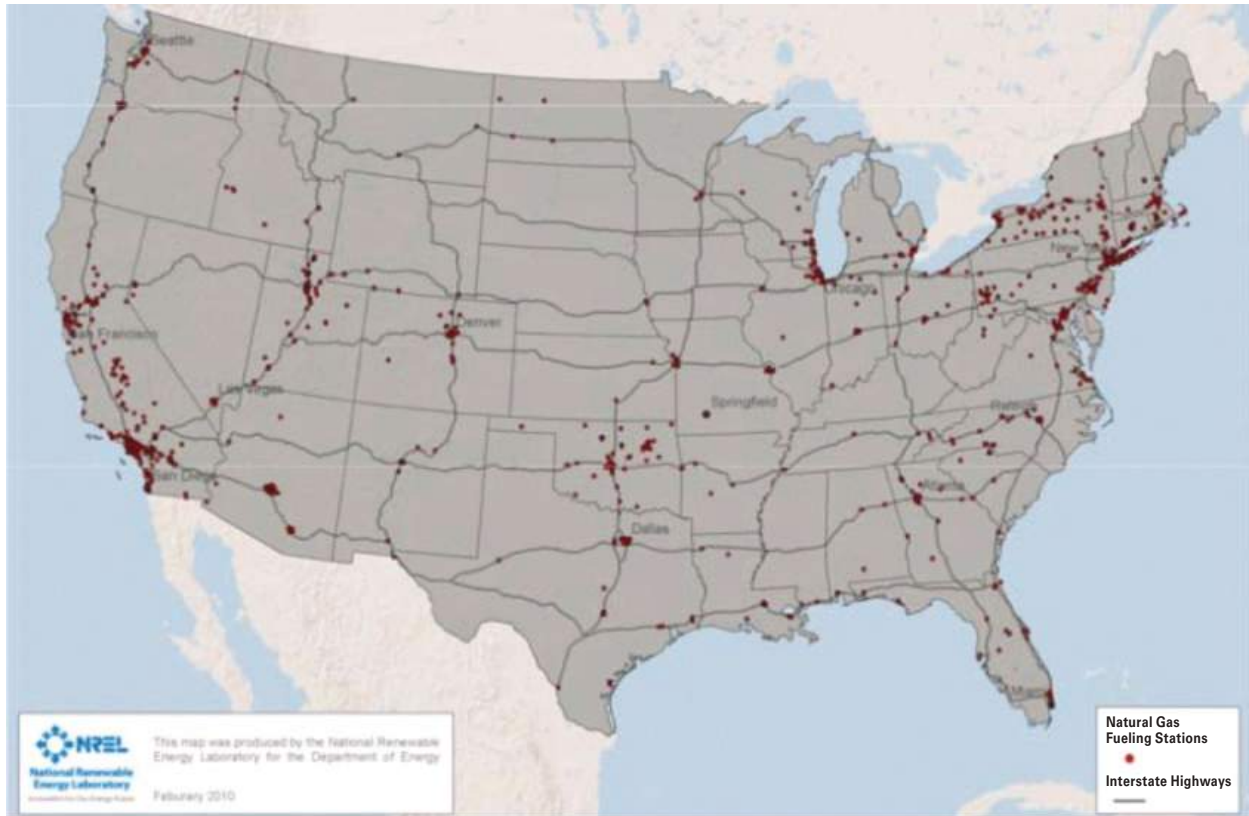 Seattle
New York
Chicago
Denver
San Francisco
Las Vegas
Springfield
Raleigh
San Diego
Atlanta
Dallas
Miami
NREL
National Renewable
Energy Laboratory
This map was produced by the National Renewable
Energy Laboratory for the Department of Energy
Feburary 2010
Natural Gas
Fueling Stations
Interstate Highways